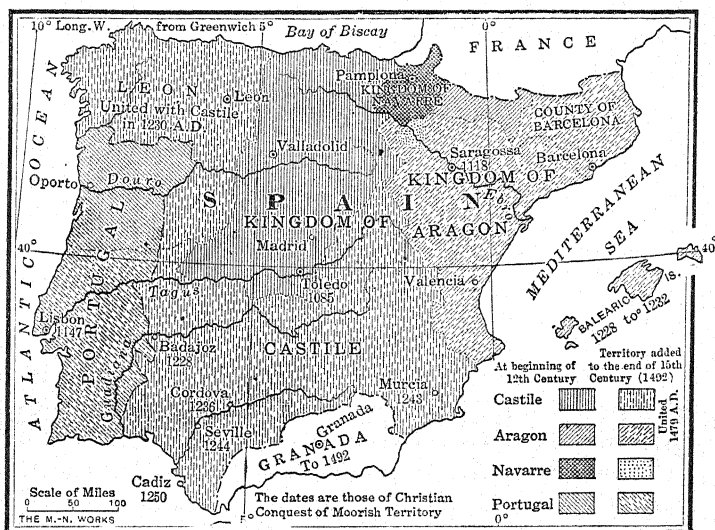 10° Long. W. from Greenwich 5° Bay of Biscay 0°
FRANCE
ATLANTIC OCEAN
Pamplona
KINGDOM OF
NAVARRE
LEON
United with Castile
in 1230 A.D.
Leon
COUNTY OF
BARCELONA
Valladolid
Saragossa
1118
Barcelona
Oporto
Douro
KINGDOM OF
ARAGON
Ebro
SPAIN
KINGDOM OF
CASTILE
Madrid
MEDITERRANEAN
SEA
40°
40°
PORTUGAL
Tagus
Toledo
1085
Valencia
BALEARIC IS.
1228 to 1232
Lisbon
1147
Guadiana
Badajoz
1228
Cordova
1236
Murcia
1243
Seville
1244
Granada
GRANADA
To 1492
Cadiz
1250
At beginning of
12th Century
Territory added
to the end of 15th
Century (1492)
Castile
Aragon
United
1479 A.D.
Navarre
Portugal
Scale of Miles
0 50 100
THE M.-N. WORKS
5°
The dates are those of Christian
Conquest of Moorish Territory
0°